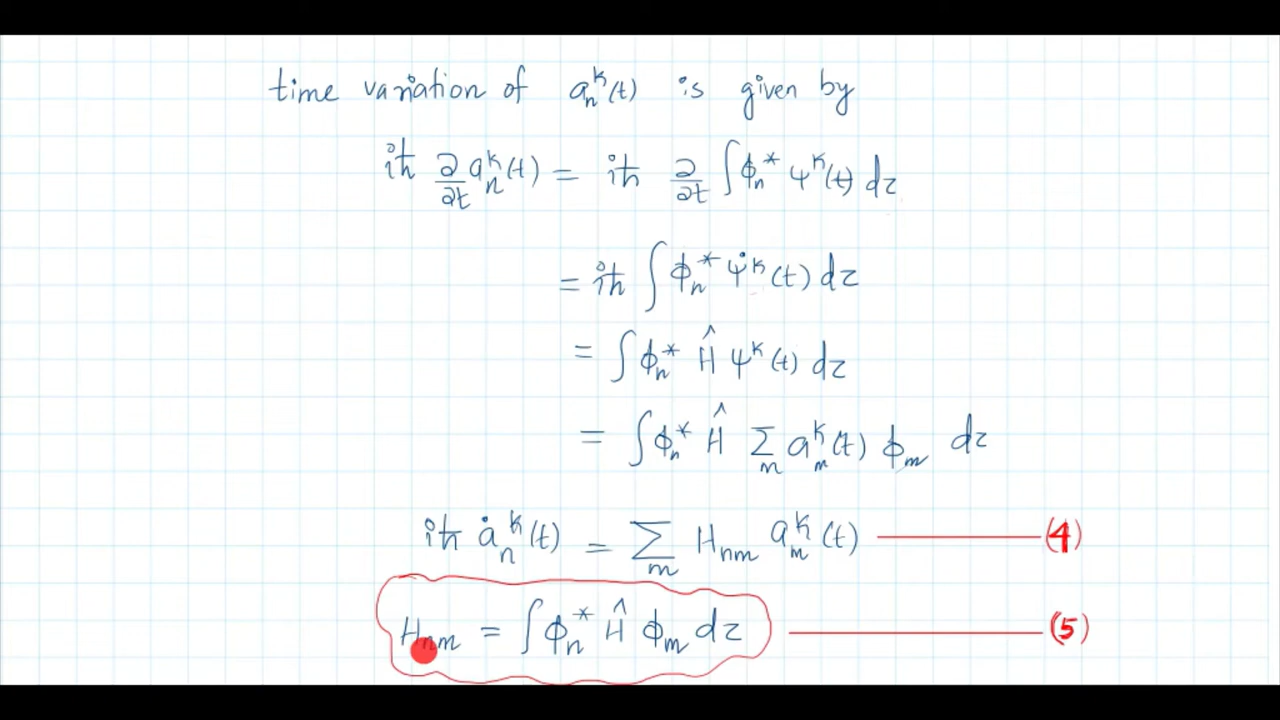 time variation of aₙᵏ(t) is given by
iħ ∂/∂t aₙᵏ(t) = iħ ∂/∂t ∫ϕₙ* ψᵏ(t) dz
= iħ ∫ ϕₙ* ψ̇ᵏ(t) dz
= ∫ ϕₙ* Ĥ ψᵏ(t) dz
= ∫ϕₙ* Ĥ Σₘ aₘᵏ(t) ϕₘ dz
iħ ȧₙᵏ(t) = Σₘ Hₙₘ aₘᵏ(t) (4)
Hₙₘ = ∫ ϕₙ* Ĥ ϕₘ dz (5)